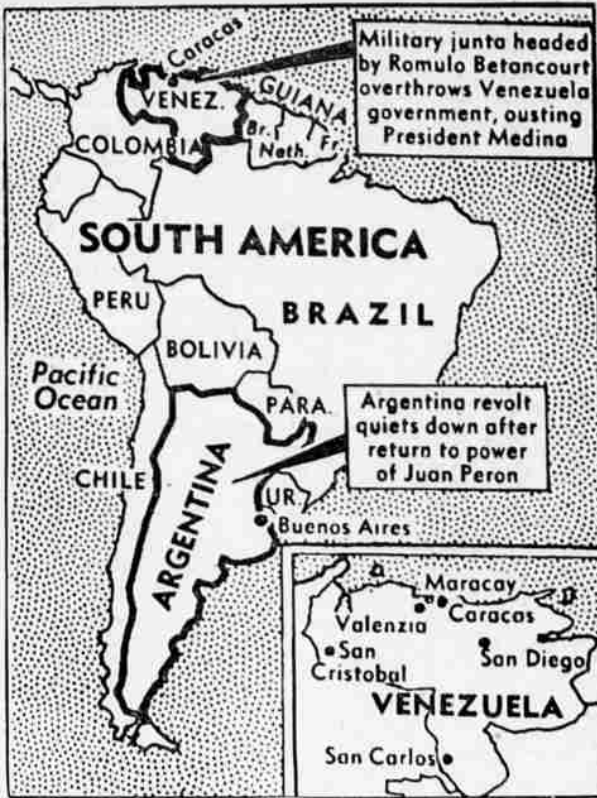 Caracas
Military junta headed
by Romulo Betancourt
overthrows Venezuela
government, ousting
President Medina
VENEZ.
GUIANA
Br.
Neth.
Fr.
COLOMBIA
SOUTH AMERICA
PERU
BRAZIL
BOLIVIA
Pacific
Ocean
PARA.
Argentina revolt
quiets down after
return to power
of Juan Peron
CHILE
ARGENTINA
UR.
Buenos Aires
Maracay
Caracas
Valenzia
San
Cristobal
San Diego
VENEZUELA
San Carlos